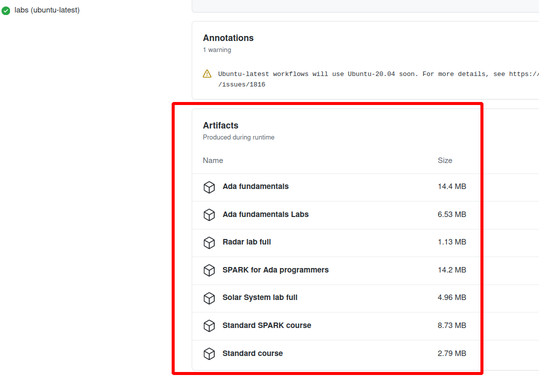 labs (ubuntu-latest)
Annotations
1 warning
Ubuntu-latest workflows will use Ubuntu-20.04 soon. For more details, see https:/
/issues/1816
Artifacts
Produced during runtime
Name Size
Ada fundamentals 14.4 MB
Ada fundamentals Labs 6.53 MB
Radar lab full 1.13 MB
SPARK for Ada programmers 14.2 MB
Solar System lab full 4.96 MB
Standard SPARK course 8.73 MB
Standard course 2.79 MB